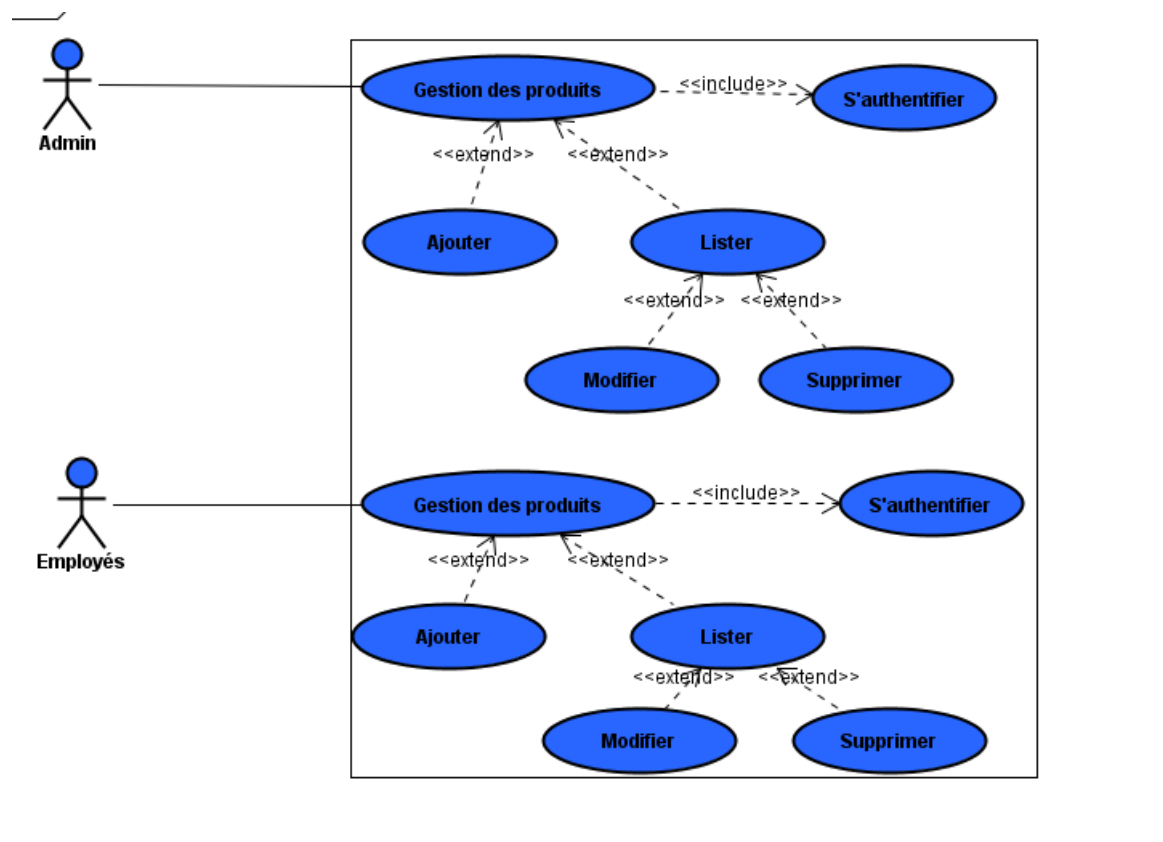 Gestion des produits
<<include>>
S'authentifier
Admin
<<extend>>
<<extend>>
Ajouter
Lister
<<extend>>
<<extend>>
Modifier
Supprimer
Gestion des produits
<<include>>
S'authentifier
Employés
<<extend>>
<<extend>>
Ajouter
Lister
<<extend>>
<<extend>>
Modifier
Supprimer